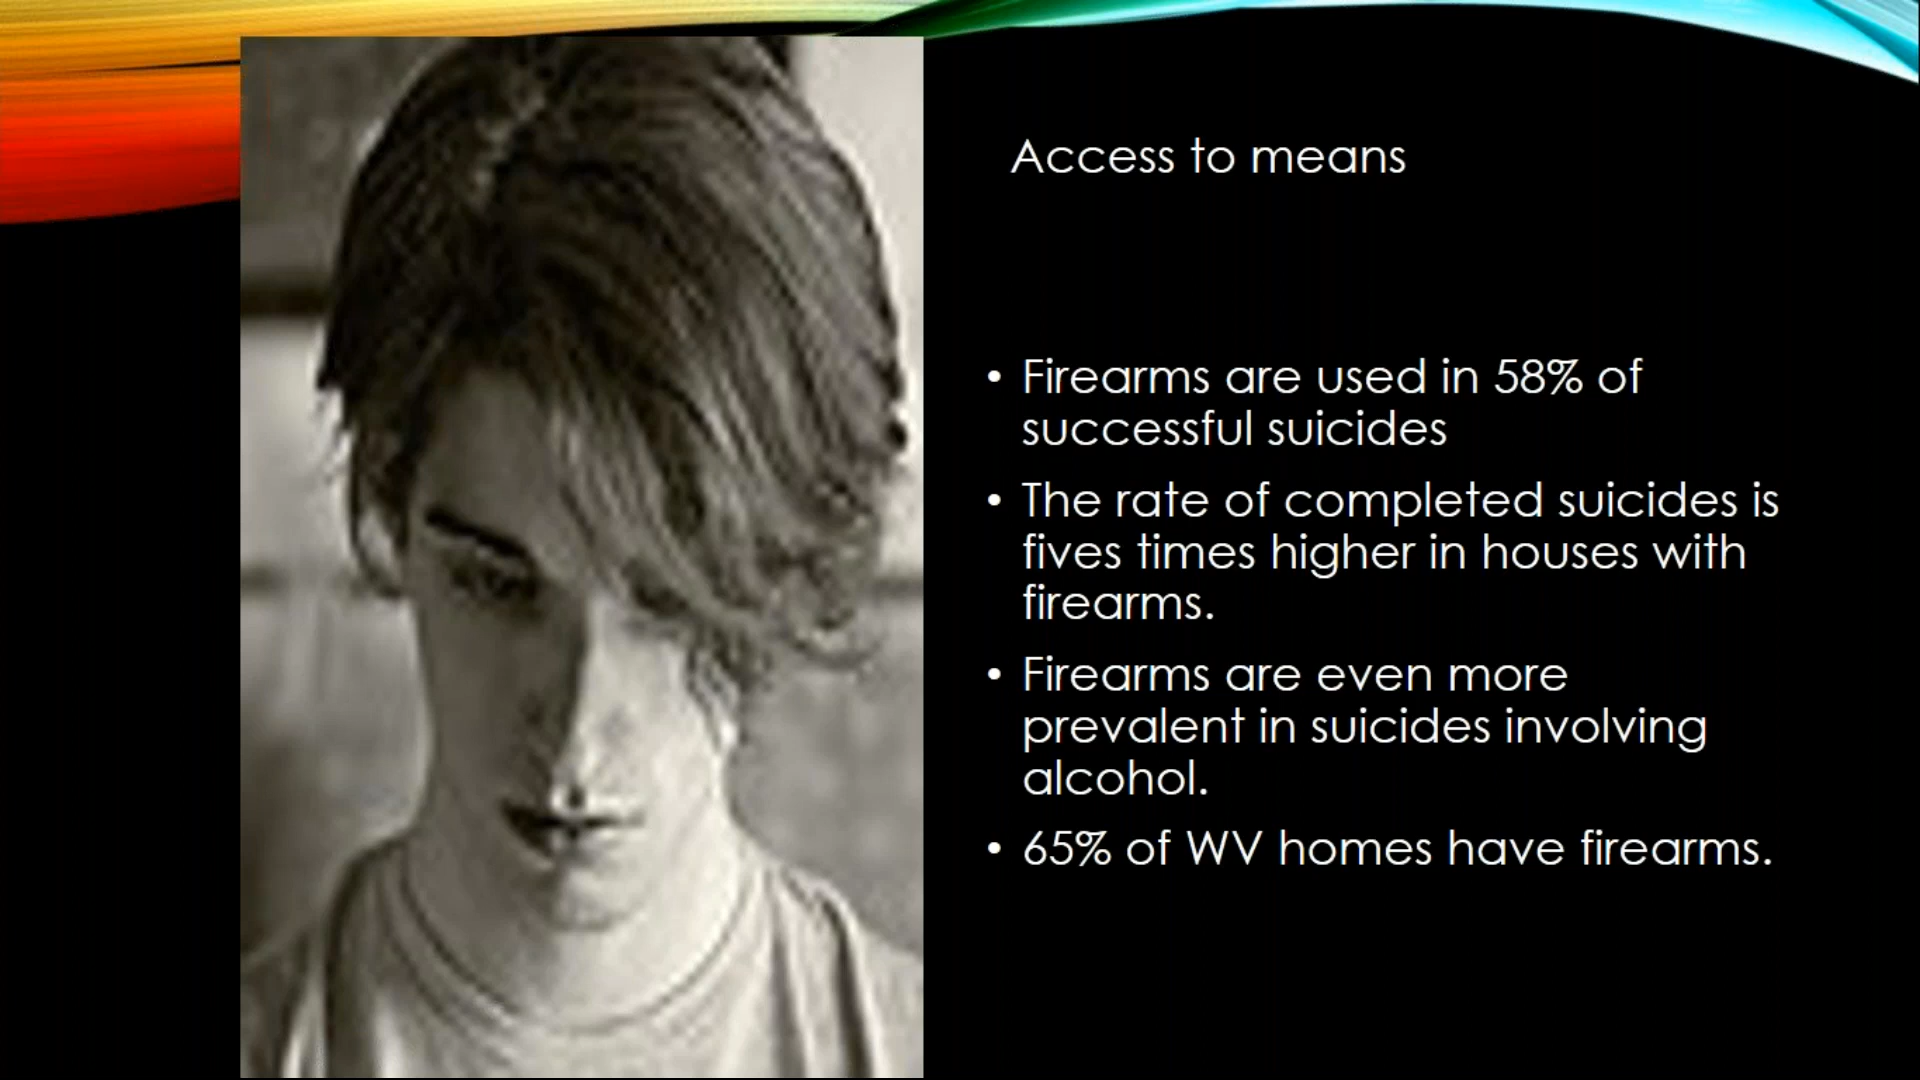 Access to means
• Firearms are used in 58% of
successful suicides
• The rate of completed suicides is
fives times higher in houses with
firearms.
• Firearms are even more
prevalent in suicides involving
alcohol.
• 65% of WV homes have firearms.